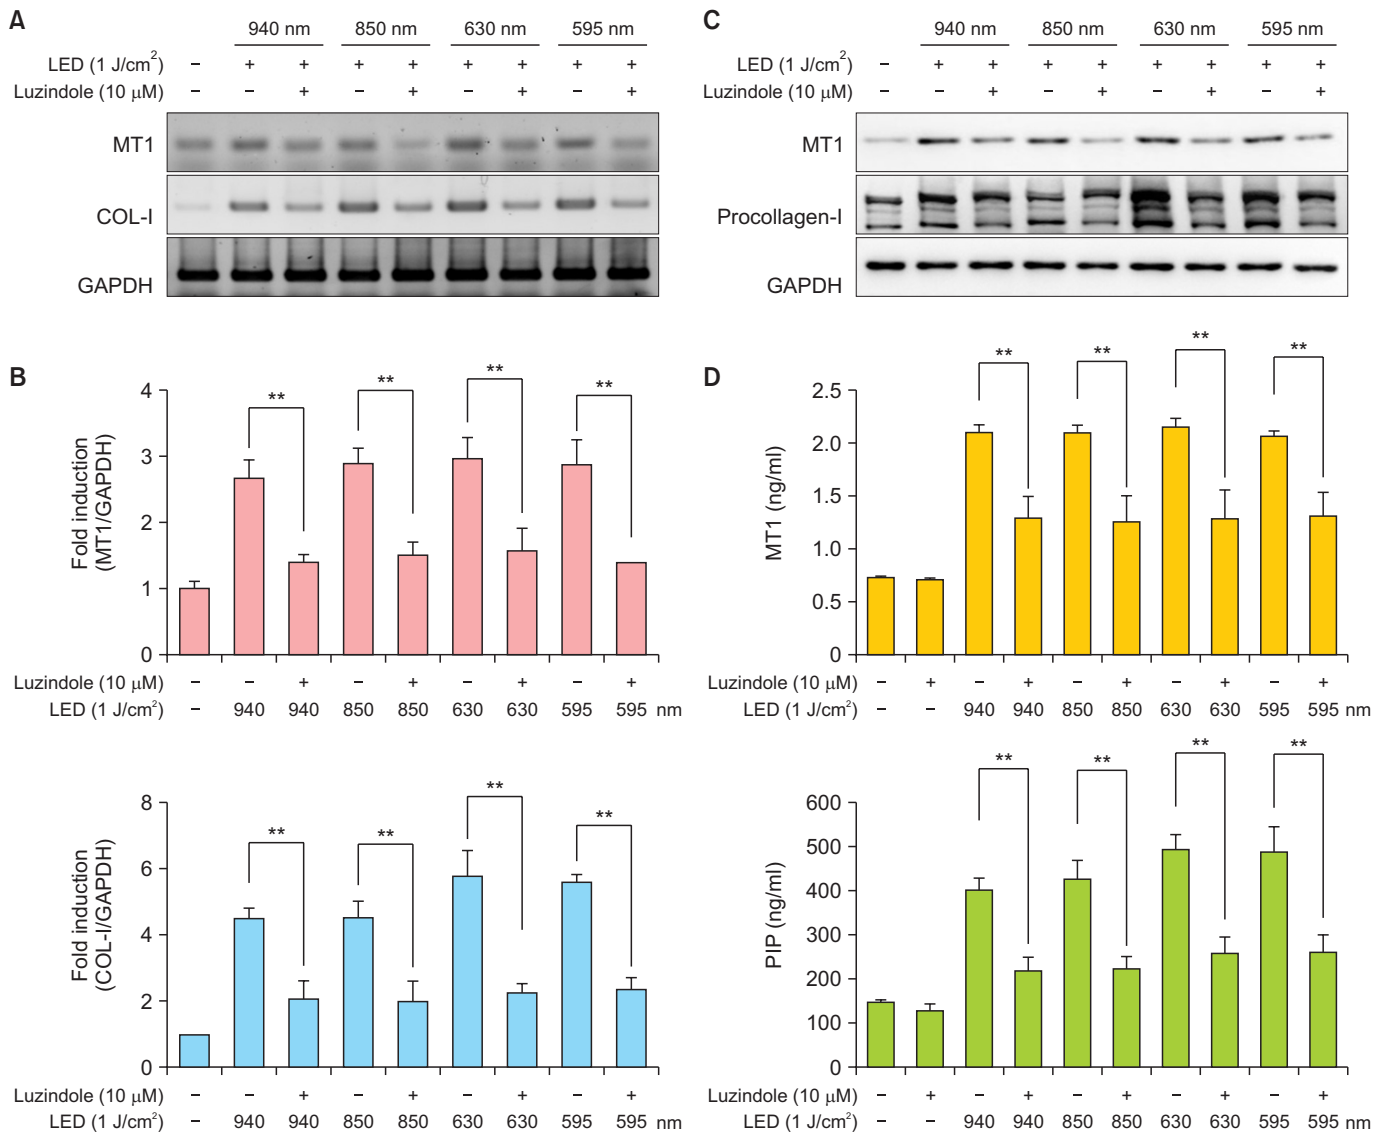 A
940 nm 850 nm 630 nm 595 nm
LED (1 J/cm²) – + + + + + + + +
Luzindole (10 μM) – – + – + – + – +
MT1
COL-I
GAPDH
C
940 nm 850 nm 630 nm 595 nm
LED (1 J/cm²) – + + + + + + + +
Luzindole (10 μM) – – + – + – + – +
MT1
Procollagen-I
GAPDH
B
Fold induction
(MT1/GAPDH)
4
3
2
1
0
** ** ** **
Luzindole (10 μM) – – + – + – + – +
LED (1 J/cm²) – 940 940 850 850 630 630 595 595 nm
Fold induction
(COL-I/GAPDH)
8
6
4
2
0
** ** ** **
Luzindole (10 μM) – – + – + – + – +
LED (1 J/cm²) – 940 940 850 850 630 630 595 595 nm
D
MT1 (ng/ml)
2.5
2.0
1.5
1.0
0.5
0
** ** ** **
Luzindole (10 μM) – + – + – + – + – +
LED (1 J/cm²) – – 940 940 850 850 630 630 595 595 nm
PIP (ng/ml)
600
500
400
300
200
100
0
** ** ** **
Luzindole (10 μM) – + – + – + – + – +
LED (1 J/cm²) – – 940 940 850 850 630 630 595 595 nm